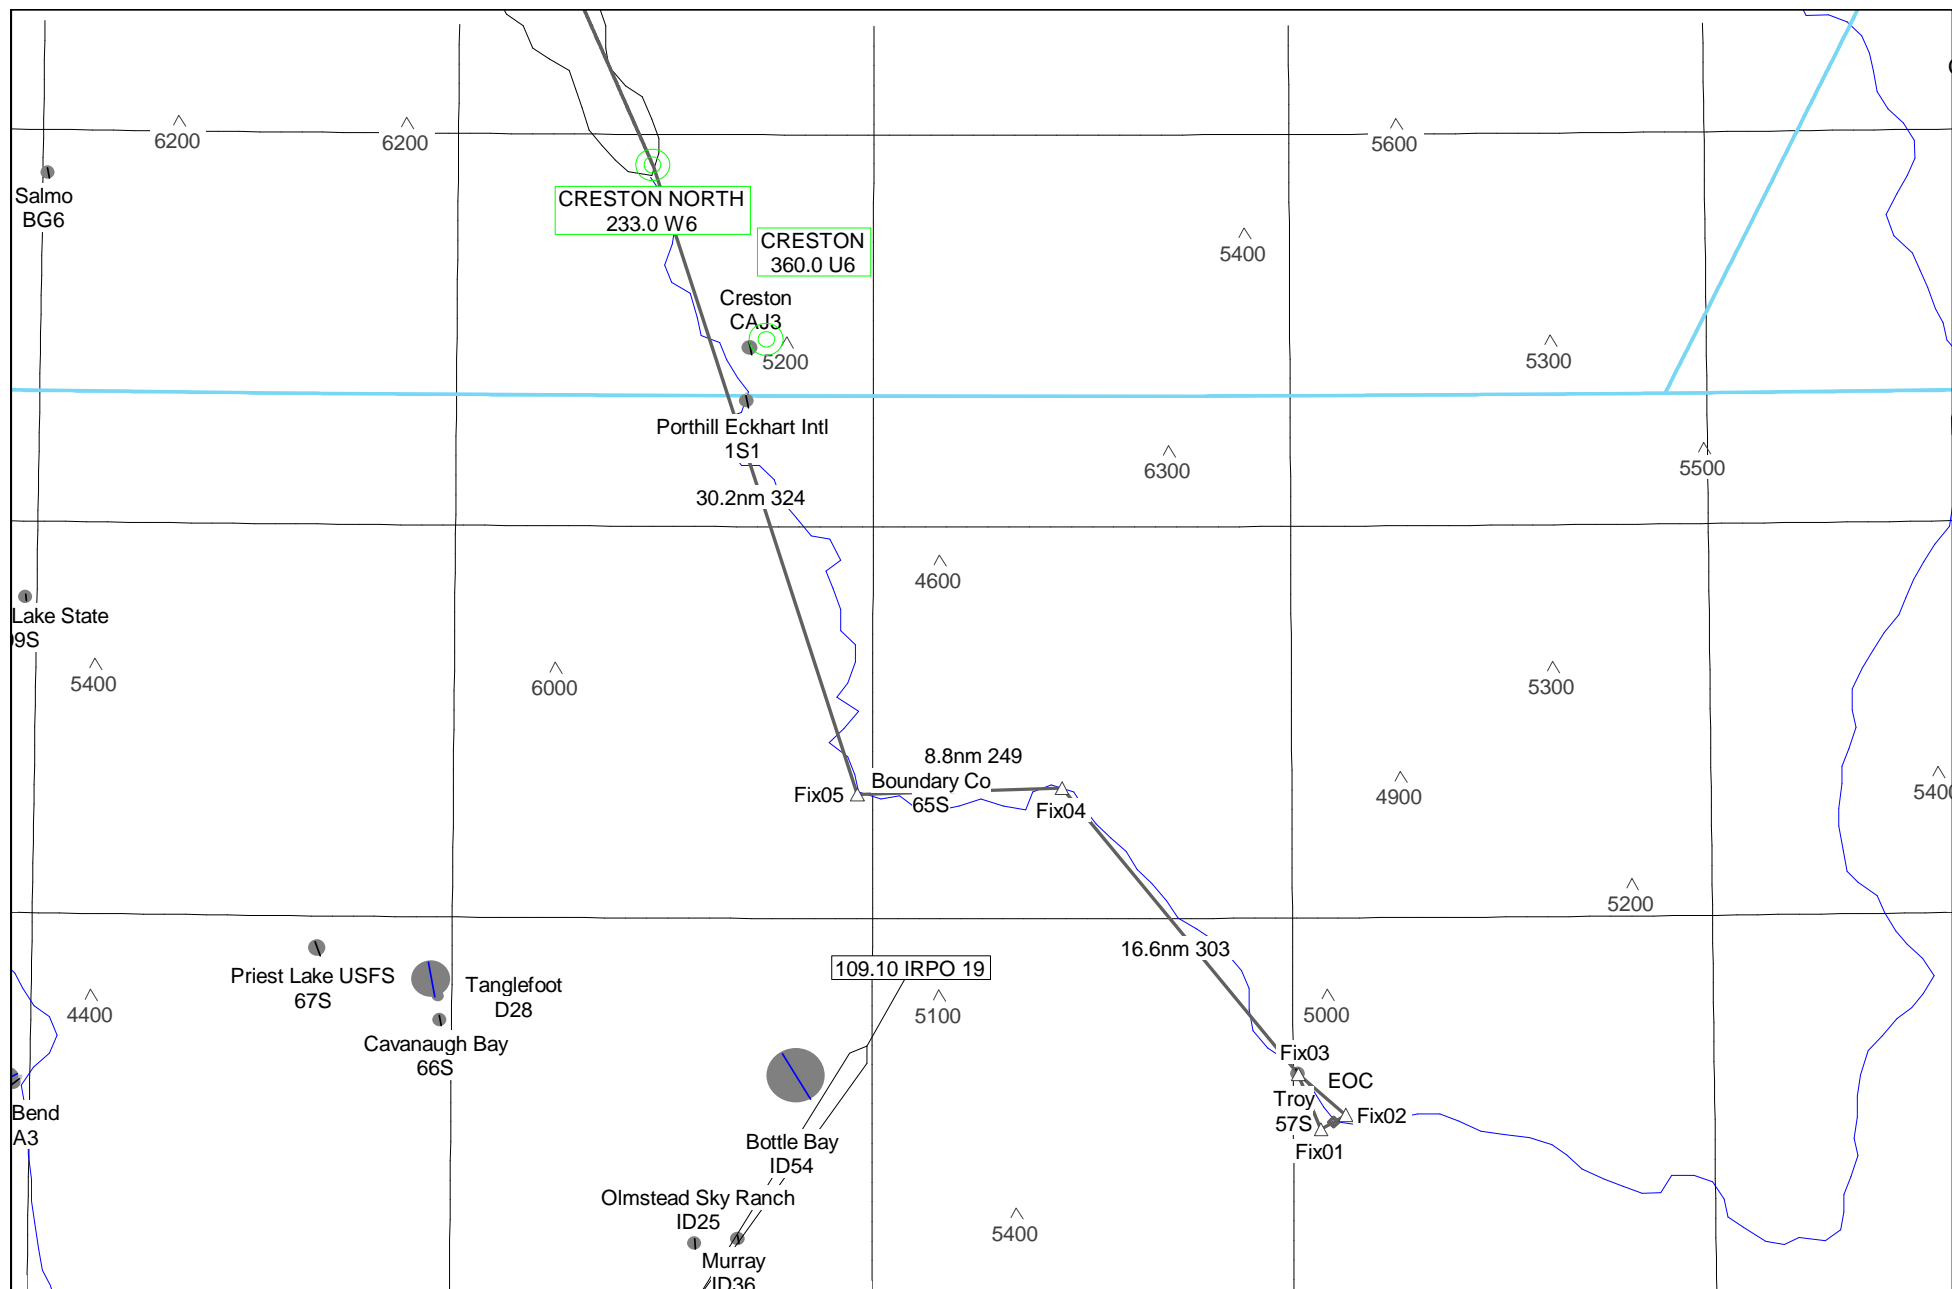 6200
6200
5600
Salmo
BG6
CRESTON NORTH
233.0 W6
CRESTON
360.0 U6
5400
Creston
CAJ3
5200
5300
Porthill Eckhart Intl
1S1
6300
5500
30.2nm 324
4600
Lake State
9S
5400
6000
5300
8.8nm 249
Boundary Co
65S
Fix05
Fix04
4900
540
5200
16.6nm 303
109.10 IRPO 19
Priest Lake USFS
67S
Tanglefoot
D28
4400
5100
5000
Cavanaugh Bay
66S
Fix03
EOC
Troy
57S
Fix02
Fix01
Bend
A3
Bottle Bay
ID54
Olmstead Sky Ranch
ID25
5400
Murray
ID36